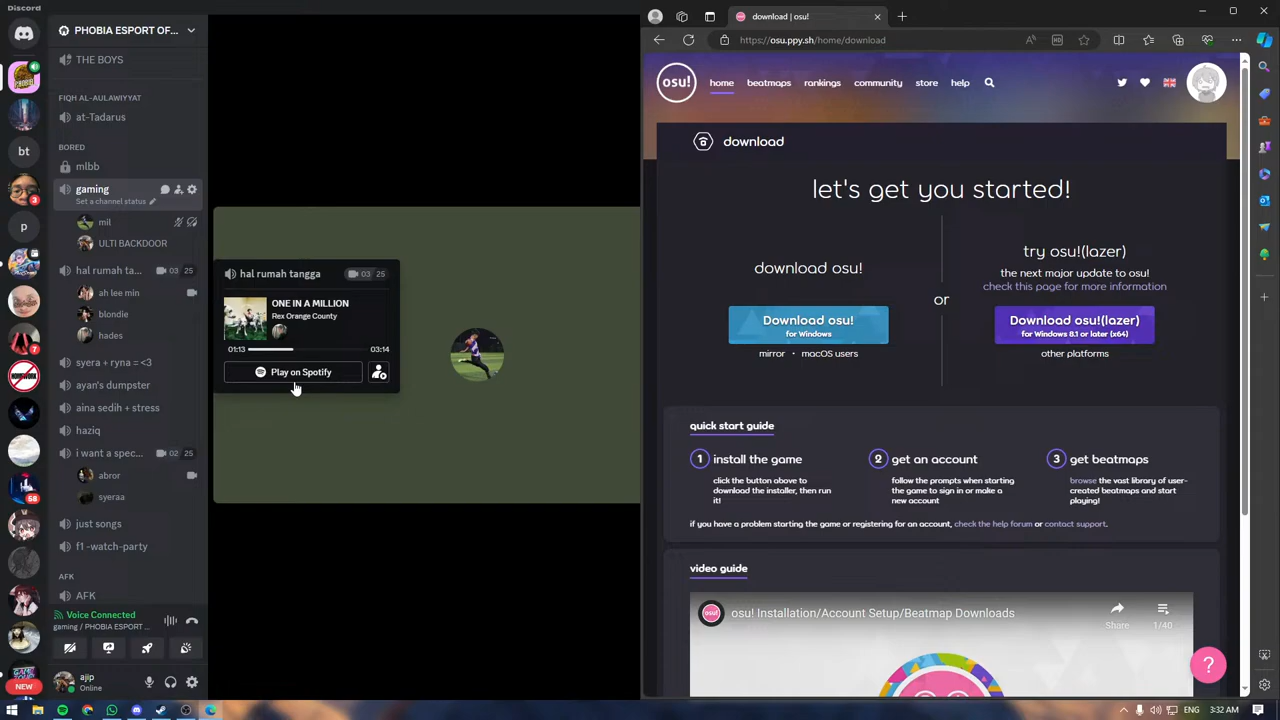 PHOBIA ESPORT OF...
THE BOYS
FIQH AL-AULAWIYYAT
at-Tadarus
BORED
mlbb
gaming
Set a channel status
mil
ULTI BACKDOOR
hal rumah ta... 03 25
ah lee min
blondie
hades
syera + ryna = <3
ayan's dumpster
aina sedih + stress
haziq
i want a spec... 02 25
abror
syeraa
just songs
f1-watch-party
AFK
AFK
Voice Connected
gaming / PHOBIA ESPORT ...
ajip
Online
bt
p
3
7
HOMEWORK
58
NEW
hal rumah tangga 03 25
ONE IN A MILLION
Rex Orange County
01:13 03:14
Play on Spotify
download | osu!
https://osu.ppy.sh/home/download
osu! home beatmaps rankings community store help
download
let's get you started!
download osu!
Download osu!
for Windows
mirror • macOS users
or
try osu!(lazer)
the next major update to osu!
check this page for more information
Download osu!(lazer)
for Windows 8.1 or later (x64)
other platforms
quick start guide
1 install the game
click the button above to
download the installer, then run
it!
2 get an account
follow the prompts when starting
the game to sign in or make a
new account
3 get beatmaps
browse the vast library of user-
created beatmaps and start
playing!
if you have a problem starting the game or registering for an account, check the help forum or contact support.
video guide
osu! osu! Installation/Account Setup/Beatmap Downloads
Share 1/40
?
ENG 3:32 AM